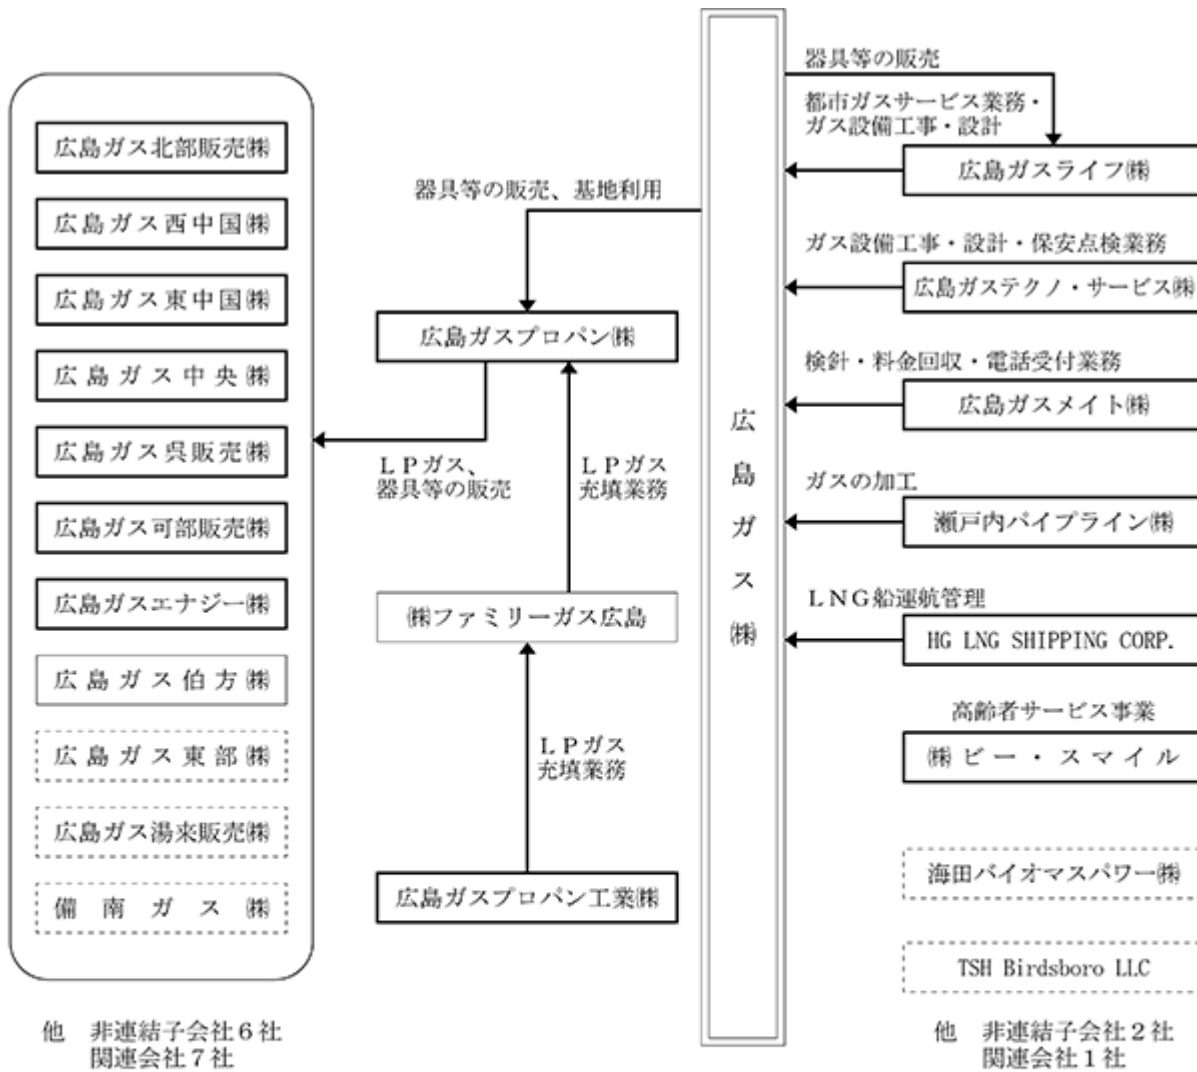 広島ガス北部販売㈱
広島ガス西中国㈱
広島ガス東中国㈱
広島ガス中央㈱
広島ガス呉販売㈱
広島ガス可部販売㈱
広島ガスエナジー㈱
広島ガス伯方㈱
広島ガス東部㈱
広島ガス湯来販売㈱
備南ガス㈱
他 非連結子会社6社
関連会社7社
器具等の販売、基地利用
広島ガスプロパン㈱
LPガス、
器具等の販売
LPガス
充填業務
㈱ファミリーガス広島
LPガス
充填業務
広島ガスプロパン工業㈱
広島ガス㈱
器具等の販売
都市ガスサービス業務・
ガス設備工事・設計
広島ガスライフ㈱
ガス設備工事・設計・保安点検業務
広島ガステクノ・サービス㈱
検針・料金回収・電話受付業務
広島ガスメイト㈱
ガスの加工
瀬戸内パイプライン㈱
LNG船運航管理
HG LNG SHIPPING CORP.
高齢者サービス事業
㈱ビー・スマイル
海田バイオマスパワー㈱
TSH Birdsboro LLC
他 非連結子会社2社
関連会社1社